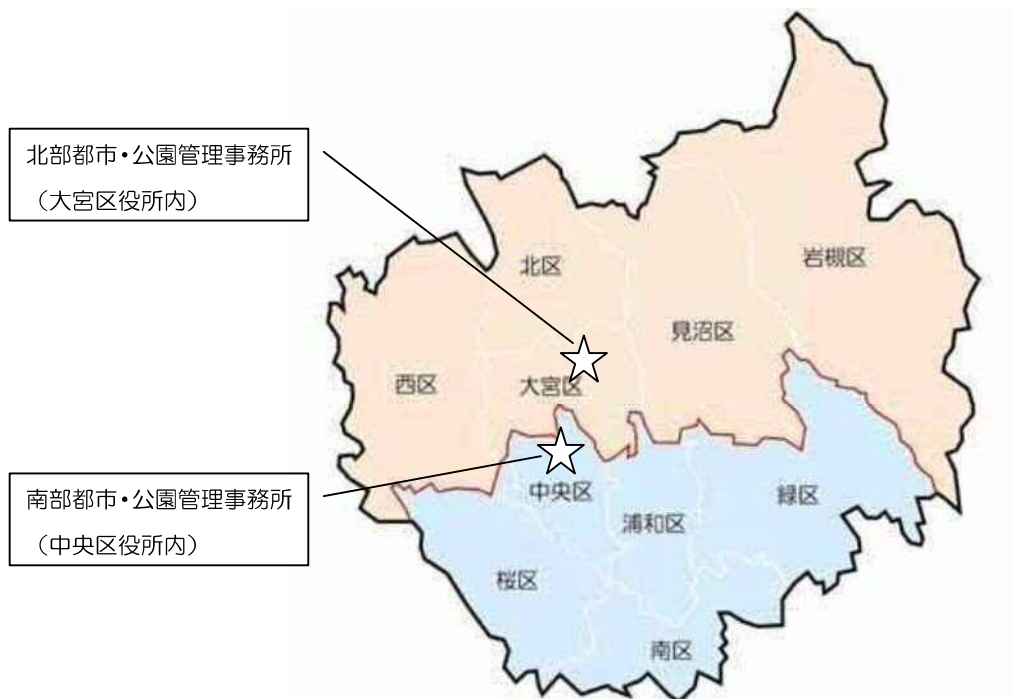 北部都市・公園管理事務所
（大宮区役所内）
北区
岩槻区
見沼区
西区
大宮区
南部都市・公園管理事務所
（中央区役所内）
中央区
緑区
浦和区
桜区
南区